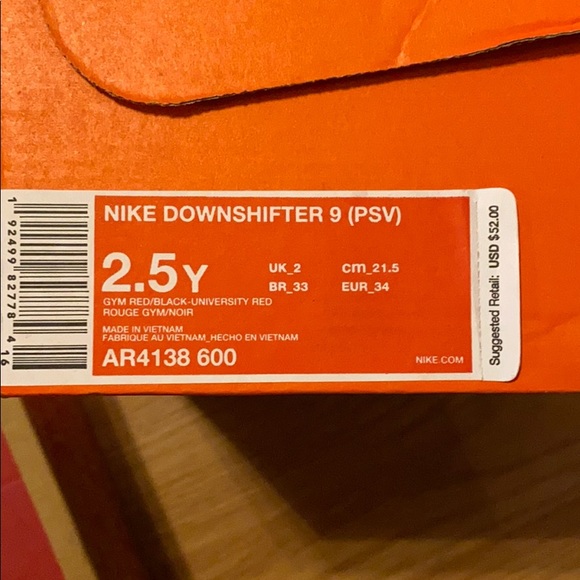 NIKE DOWNSHIFTER 9 (PSV)
2.5Y
UK_2 cm_21.5
BR_33 EUR_34
GYM RED/BLACK-UNIVERSITY RED
ROUGE GYM/NOIR
MADE IN VIETNAM
FABRIQUE AU VIETNAM_HECHO EN VIETNAM
AR4138 600
NIKE.COM
1 92499 82778 4 16
Suggested Retail: USD $52.00